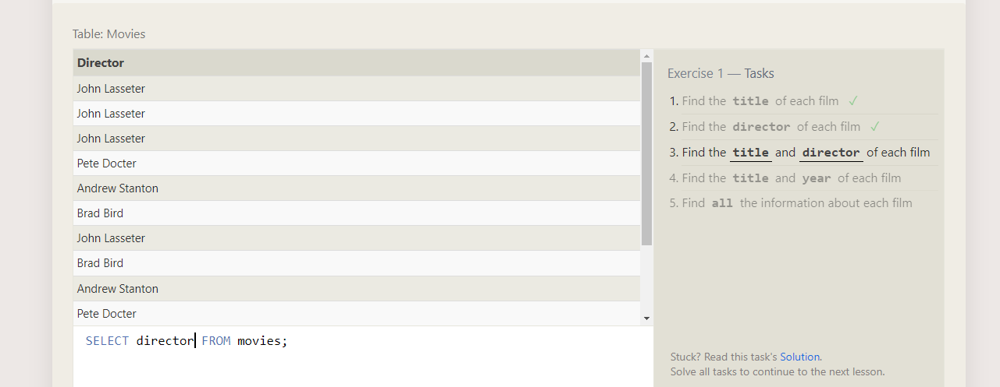 Table: Movies
Director
John Lasseter
John Lasseter
John Lasseter
Pete Docter
Andrew Stanton
Brad Bird
John Lasseter
Brad Bird
Andrew Stanton
Pete Docter
SELECT director FROM movies;
Exercise 1 — Tasks
1. Find the title of each film ✓
2. Find the director of each film ✓
3. Find the title and director of each film
4. Find the title and year of each film
5. Find all the information about each film
Stuck? Read this task's Solution.
Solve all tasks to continue to the next lesson.